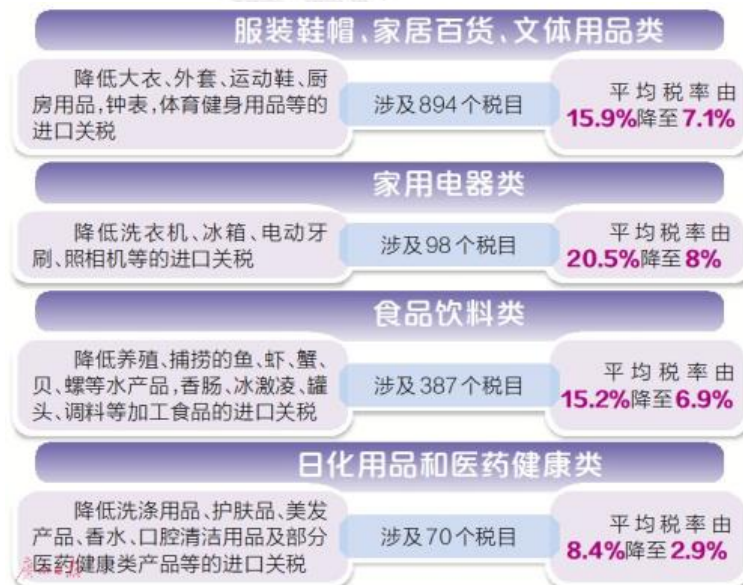 服装鞋帽、家居百货、文体用品类
降低大衣、外套、运动鞋、厨
房用品,钟表,体育健身用品等的
进口关税
涉及894个税目
平均税率由
15.9%降至7.1%
家用电器类
降低洗衣机、冰箱、电动牙
刷、照相机等的进口关税
涉及98个税目
平均税率由
20.5%降至8%
食品饮料类
降低养殖、捕捞的鱼、虾、蟹、
贝、螺等水产品,香肠、冰激凌、罐
头、调料等加工食品的进口关税
涉及387个税目
平均税率由
15.2%降至6.9%
日化用品和医药健康类
降低洗涤用品、护肤品、美发
产品、香水、口腔清洁用品及部分
医药健康类产品等的进口关税
涉及70个税目
平均税率由
8.4%降至2.9%